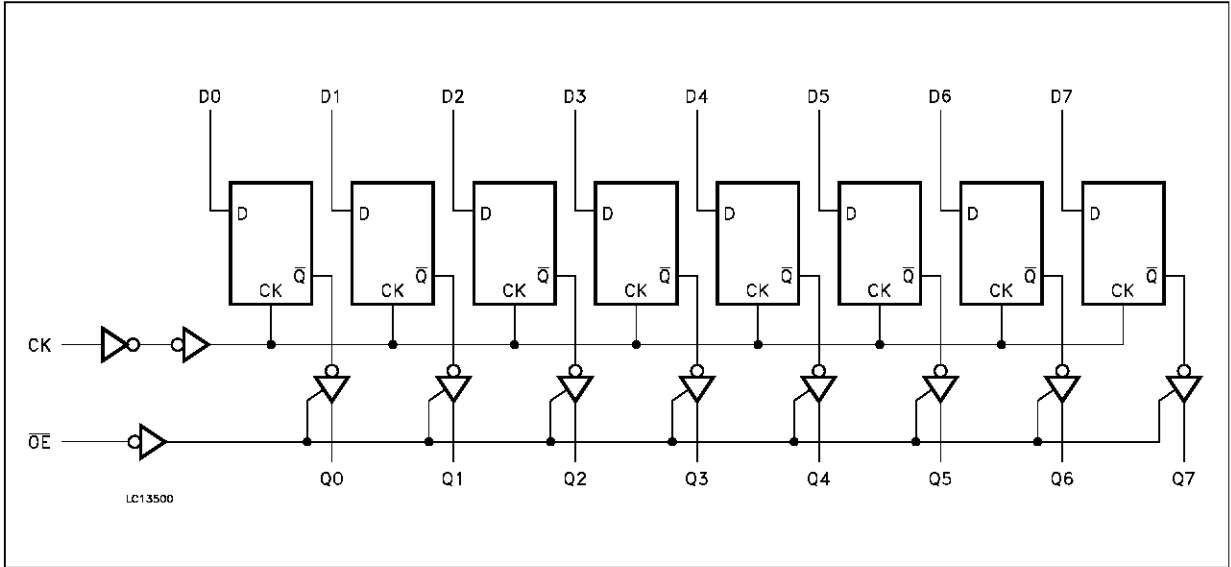 D0 D1 D2 D3 D4 D5 D6 D7
D D D D D D D D
Q̅ Q̅ Q̅ Q̅ Q̅ Q̅ Q̅ Q̅
CK CK CK CK CK CK CK CK
CK
O̅E̅
Q0 Q1 Q2 Q3 Q4 Q5 Q6 Q7
LC13500